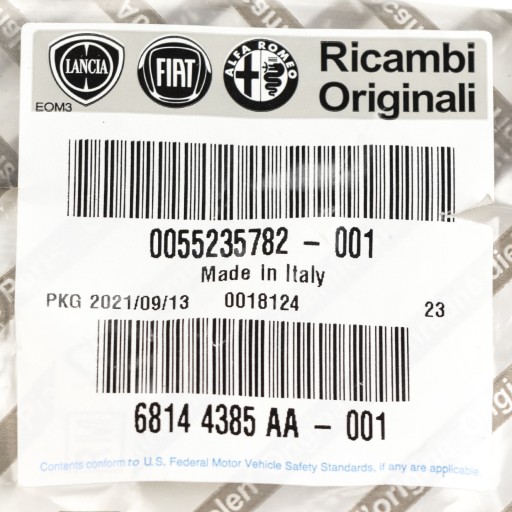 LANCIA FIAT ALFA ROMEO Ricambi
Originali
EOM3
0055235782 - 001
Made in Italy
PKG 2021/09/13 0018124 23
6814 4385 AA - 001
Contents conform to U.S. Federal Motor Vehicle Safety Standards, if any are applicable.